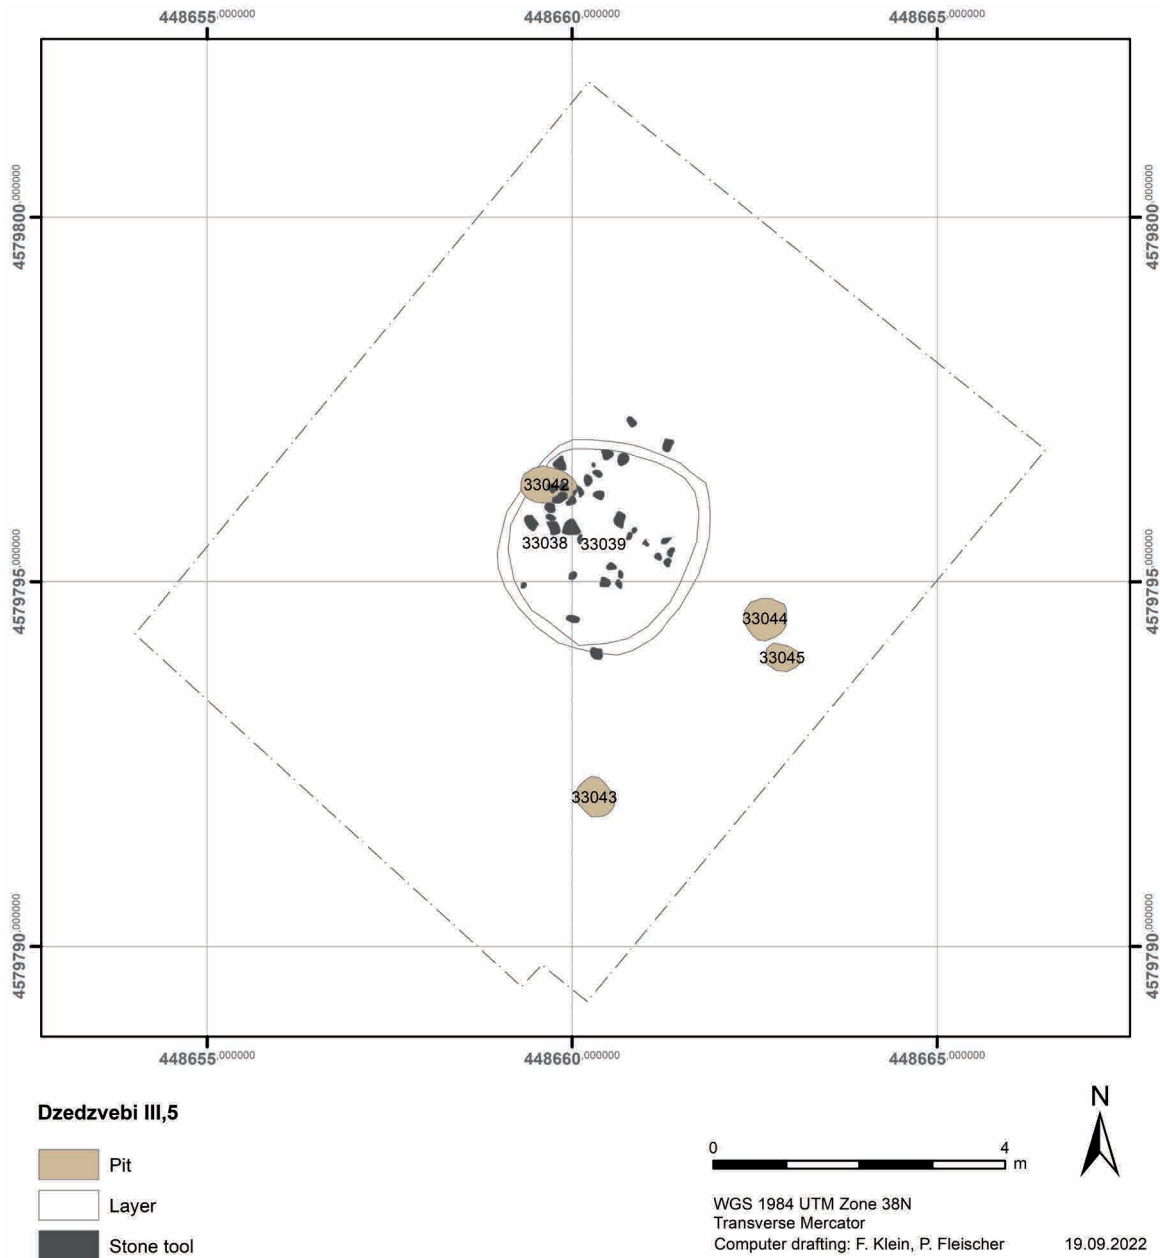 448655,000000 448660,000000 448665,000000
4579800,000000 4579800,000000
33042
33038 33039
4579795,000000 4579795,000000
33044
33045
33043
4579790,000000 4579790,000000
448655,000000 448660,000000 448665,000000
Dzedzvebi III,5
Pit
Layer
Stone tool
N
0 4
m
WGS 1984 UTM Zone 38N
Transverse Mercator
Computer drafting: F. Klein, P. Fleischer 19.09.2022